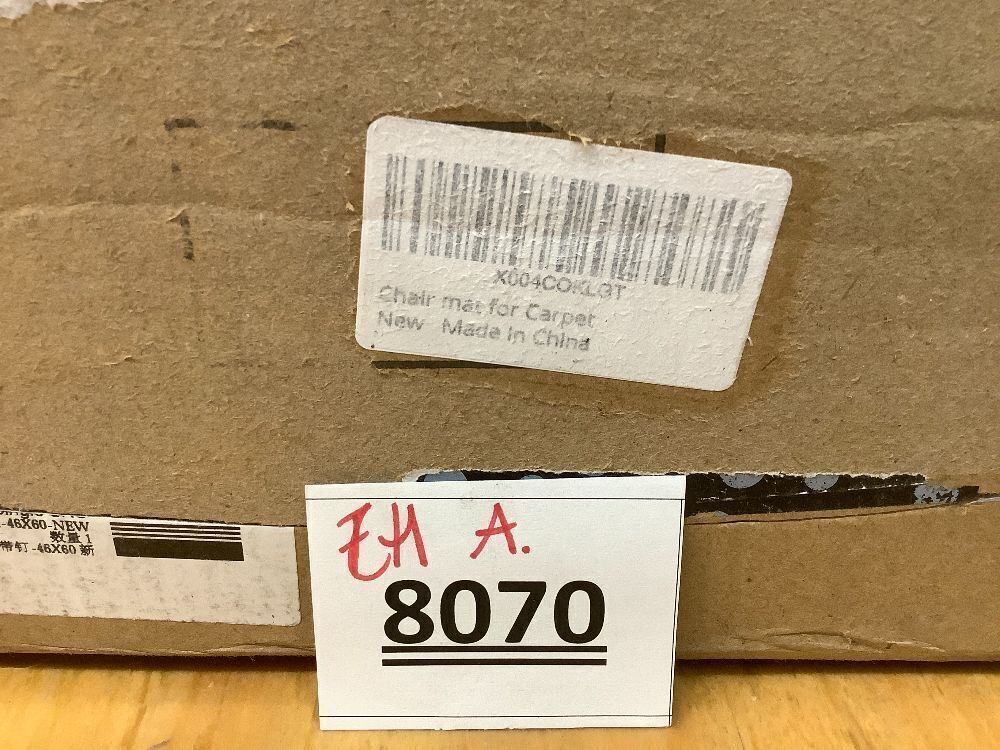 Chair mat for Carpet
New Made in China
-46X60-NEW
数量 1
带钉 -46X60 新
EH A.
8070